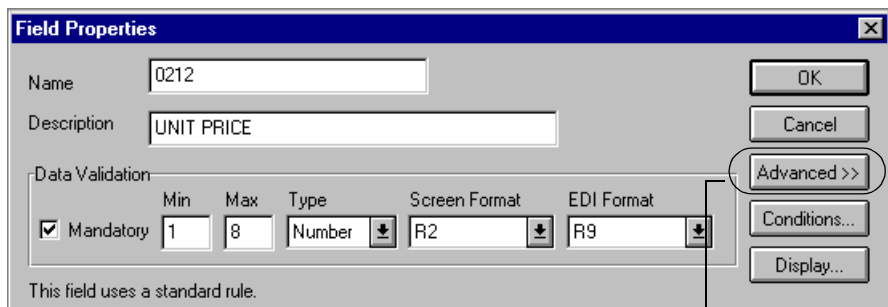 Field Properties
Name 0212
Description UNIT PRICE
Data Validation
Min Max Type Screen Format EDI Format
Mandatory 1 8 Number R2 R9
This field uses a standard rule.
OK
Cancel
Advanced >>
Conditions...
Display...